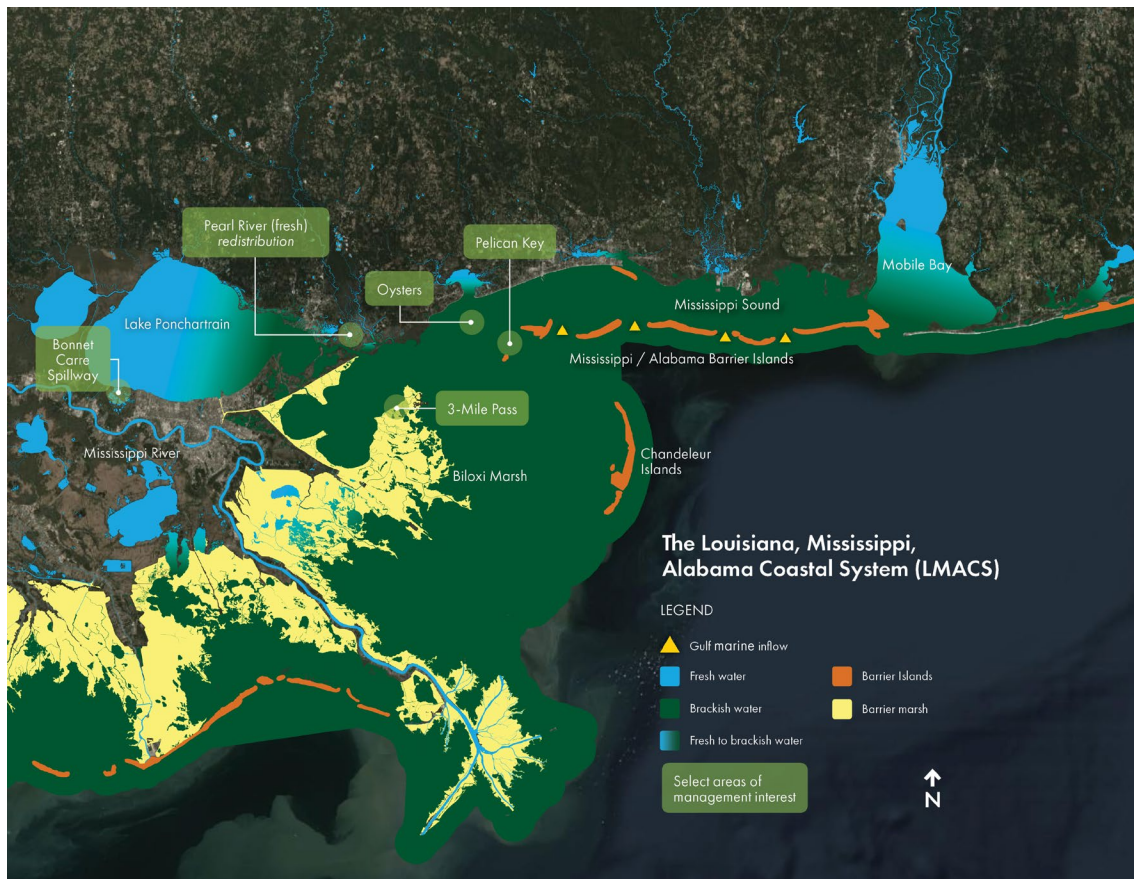 Pearl River (fresh)
redistribution
Pelican Key
Oysters
Mobile Bay
Mississippi Sound
Lake Ponchartrain
Bonnet
Carre
Spillway
Mississippi / Alabama Barrier Islands
3-Mile Pass
Mississippi River
Chandeleur
Islands
Biloxi Marsh
The Louisiana, Mississippi,
Alabama Coastal System (LMACS)
LEGEND
Gulf marine inflow
Fresh water
Barrier Islands
Brackish water
Barrier marsh
Fresh to brackish water
Select areas of
management interest
N